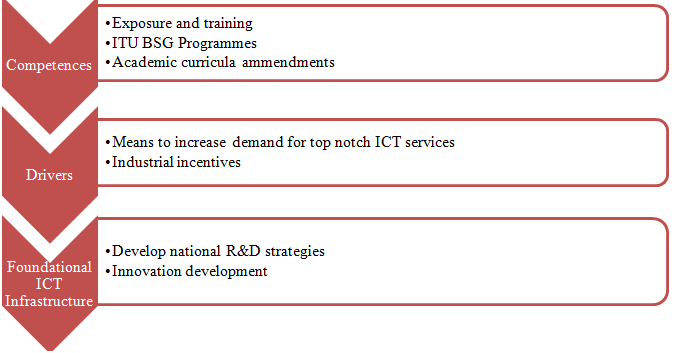 Competences
•Exposure and training
•ITU BSG Programmes
•Academic curricula ammendments
Drivers
•Means to increase demand for top notch ICT services
•Industrial incentives
Foundational
ICT
Infrastructure
•Develop national R&D strategies
•Innovation development